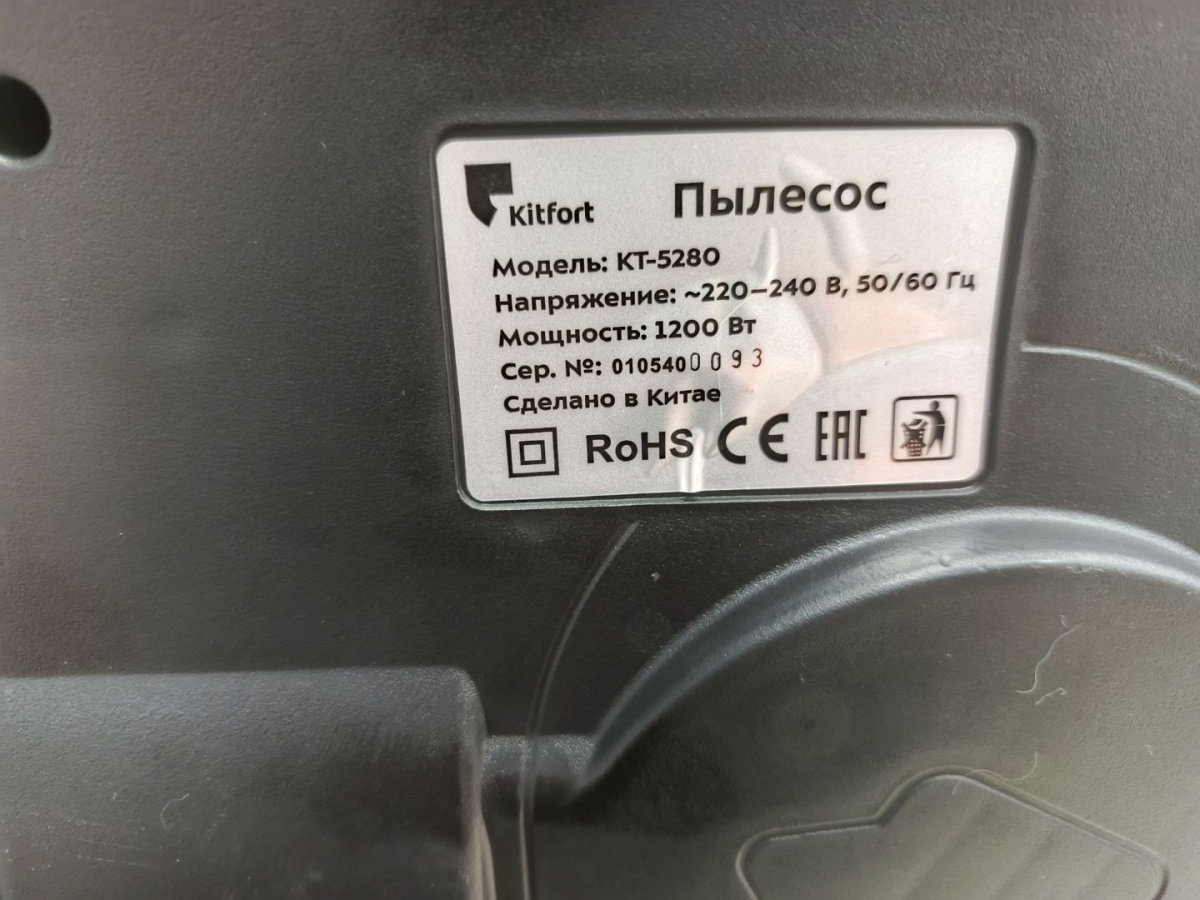 Kitfort
Пылесос
Модель: КТ-5280
Напряжение: ~220–240 В, 50/60 Гц
Мощность: 1200 Вт
Сер. №: 0105400093
Сделано в Китае
RoHS CE EAC